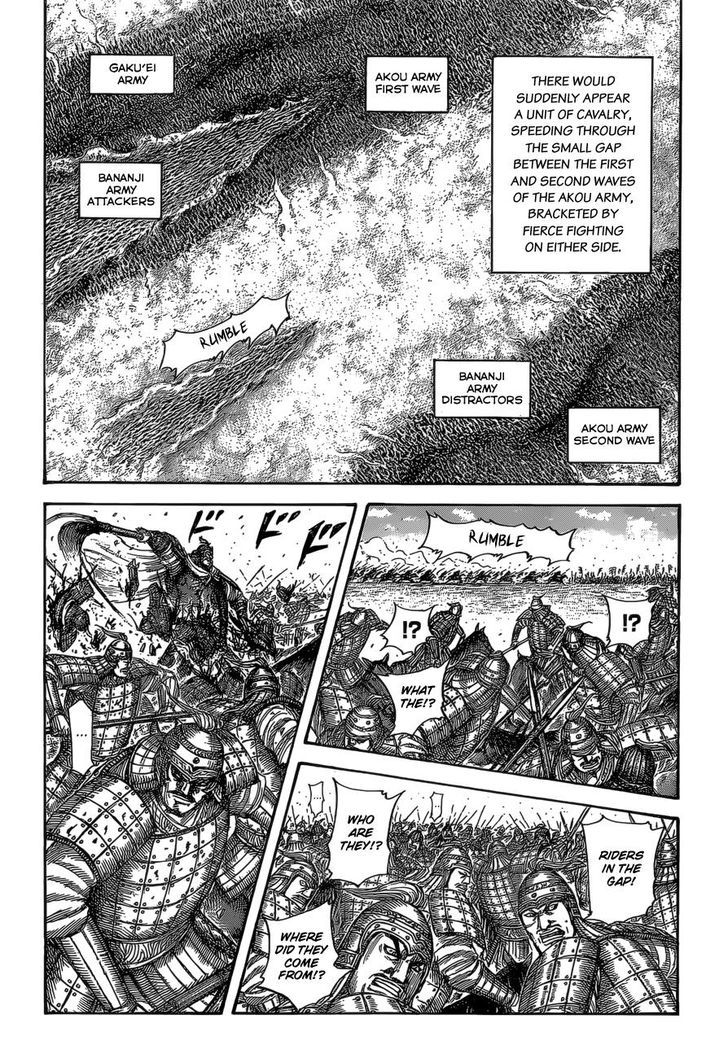 THERE WOULD
SUDDENLY APPEAR
A UNIT OF CAVALRY,
SPEEDING THROUGH
THE SMALL GAP
BETWEEN THE FIRST
AND SECOND WAVES
OF THE AKOU ARMY,
BRACKETED BY
FIERCE FIGHTING
ON EITHER SIDE.
AKOU ARMY
FIRST WAVE
GAKU'EI
ARMY
BANANJI
ARMY
ATTACKERS
RUMBLE
BANANJI
ARMY
DISTRACTORS
AKOU ARMY
SECOND WAVE
RUMBLE
!?
!?
WHAT
THE!?
ドドド
...
RIDERS
IN THE
GAP!
...
WHO
ARE
THEY!?
...
WHERE
DID THEY
COME
FROM!?